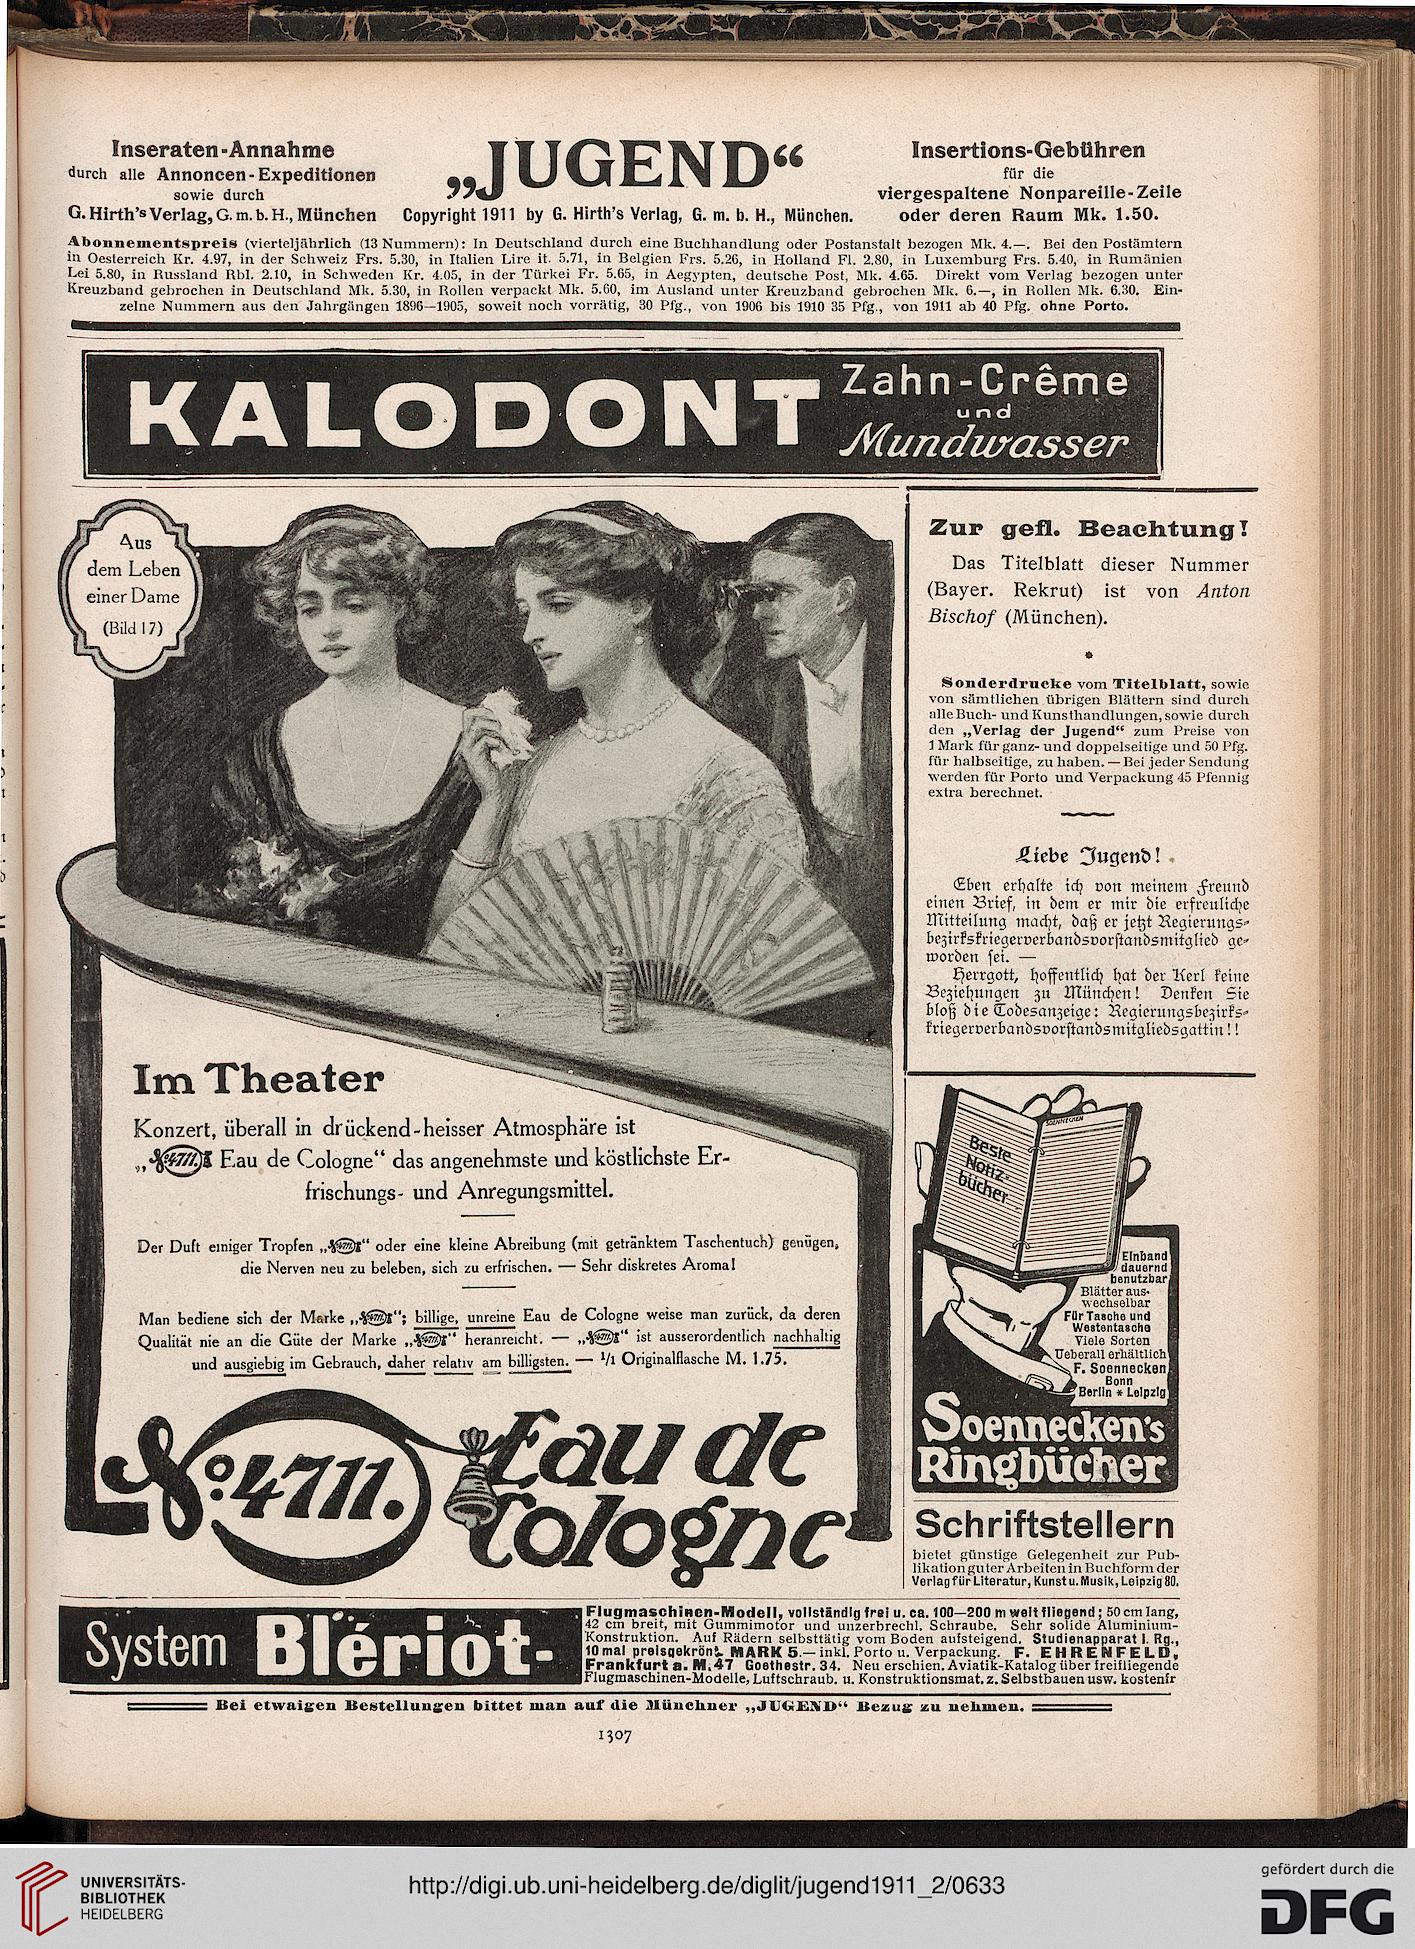 Inseraten-Annahme
durch alle Annoncen-Expeditionen
sowie durch
G. Hirth's Verlag, G. m. b. H., München
„JUGEND“
Copyright 1911 by G. Hirth's Verlag, G. m. b. H., München.
Insertions-Gebühren
für die
viergespaltene Nonpareille-Zeile
oder deren Raum Mk. 1.50.
Abonnementspreis (vierteljährlich (13 Nummern): In Deutschland durch eine Buchhandlung oder Postanstalt bezogen Mk. 4.—. Bei den Postämtern
in Oesterreich Kr. 4.97, in der Schweiz Frs. 5.30, in Italien Lire it. 5.71, in Belgien Frs. 5.26, in Holland Fl. 2.80, in Luxemburg Frs. 5.40, in Rumänien
Lei 5.80, in Russland Rbl. 2.10, in Schweden Kr. 4.05, in der Türkei Fr. 5.65, in Aegypten, deutsche Post, Mk. 4.65. Direkt vom Verlag bezogen unter
Kreuzband gebrochen in Deutschland Mk. 5.30, in Rollen verpackt Mk. 5.60, im Ausland unter Kreuzband gebrochen Mk. 6.—, in Rollen Mk. 6.30. Ein-
zelne Nummern aus den Jahrgängen 1896—1905, soweit noch vorrätig, 30 Pfg., von 1906 bis 1910 35 Pfg., von 1911 ab 40 Pfg. ohne Porto.
KALODONT
Zahn-Crême
und
Mundwasser
Aus
dem Leben
einer Dame
(Bild 17)
Im Theater
Konzert, überall in drückend-heisser Atmosphäre ist
„No 4711. Eau de Cologne“ das angenehmste und köstlichste Er-
frischungs- und Anregungsmittel.
Der Duft einiger Tropfen „No 4711.“ oder eine kleine Abreibung (mit getränktem Taschentuch) genügen,
die Nerven neu zu beleben, sich zu erfrischen. — Sehr diskretes Aroma!
Man bediene sich der Marke „No 4711.“; billige, unreine Eau de Cologne weise man zurück, da deren
Qualität nie an die Güte der Marke „No 4711.“ heranreicht. — „No 4711.“ ist ausserordentlich nachhaltig
und ausgiebig im Gebrauch, daher relativ am billigsten. — 1/1 Originalflasche M. 1.75.
No 4711.
Eau de
Cologne
Zur gefl. Beachtung!
Das Titelblatt dieser Nummer
(Bayer. Rekrut) ist von Anton
Bischof (München).
Sonderdrucke vom Titelblatt, sowie
von sämtlichen übrigen Blättern sind durch
alle Buch- und Kunsthandlungen, sowie durch
den „Verlag der Jugend“ zum Preise von
1 Mark für ganz- und doppelseitige und 50 Pfg.
für halbseitige, zu haben. — Bei jeder Sendung
werden für Porto und Verpackung 45 Pfennig
extra berechnet.
Liebe Jugend!
Eben erhalte ich von meinem Freund
einen Brief, in dem er mir die erfreuliche
Mitteilung macht, daß er jetzt Regierungs-
bezirkskriegerverbandsvorstandsmitglied ge-
worden sei. —
Herrgott, hoffentlich hat der Kerl keine
Beziehungen zu München! Denken Sie
bloß die Todesanzeige: Regierungsbezirks-
kriegerverbandsvorstandsmitgliedsgattin!!
SOENNECKEN
Beste
Notiz-
bücher
Einband
dauernd
benutzbar
Blätter aus-
wechselbar
Für Tasche und
Westentasche
Viele Sorten
Ueberall erhältlich
F. Soennecken
Bonn
Berlin * Leipzig
Soennecken's
Ringbücher
Schriftstellern
bietet günstige Gelegenheit zur Pub-
likation guter Arbeiten in Buchform der
Verlag für Literatur, Kunst u. Musik, Leipzig 80.
System Blériot-
Flugmaschinen-Modell, vollständig frei u. ca. 100—200 m weit fliegend; 50 cm lang,
42 cm breit, mit Gummimotor und unzerbrechl. Schraube. Sehr solide Aluminium-
Konstruktion. Auf Rädern selbsttätig vom Boden aufsteigend. Studienapparat I. Rg.,
10 mal preisgekrönt. MARK 5.— inkl. Porto u. Verpackung. F. EHRENFELD,
Frankfurt a. M. 47 Goethestr. 34. Neu erschien. Aviatik-Katalog über freifliegende
Flugmaschinen-Modelle, Luftschraub. u. Konstruktionsmat. z. Selbstbauen usw. kostenfr
Bei etwaigen Bestellungen bittet man auf die Münchner „JUGEND“ Bezug zu nehmen.
1307
UNIVERSITÄTS-
BIBLIOTHEK
HEIDELBERG
http://digi.ub.uni-heidelberg.de/diglit/jugend1911_2/0633
gefördert durch die
DFG